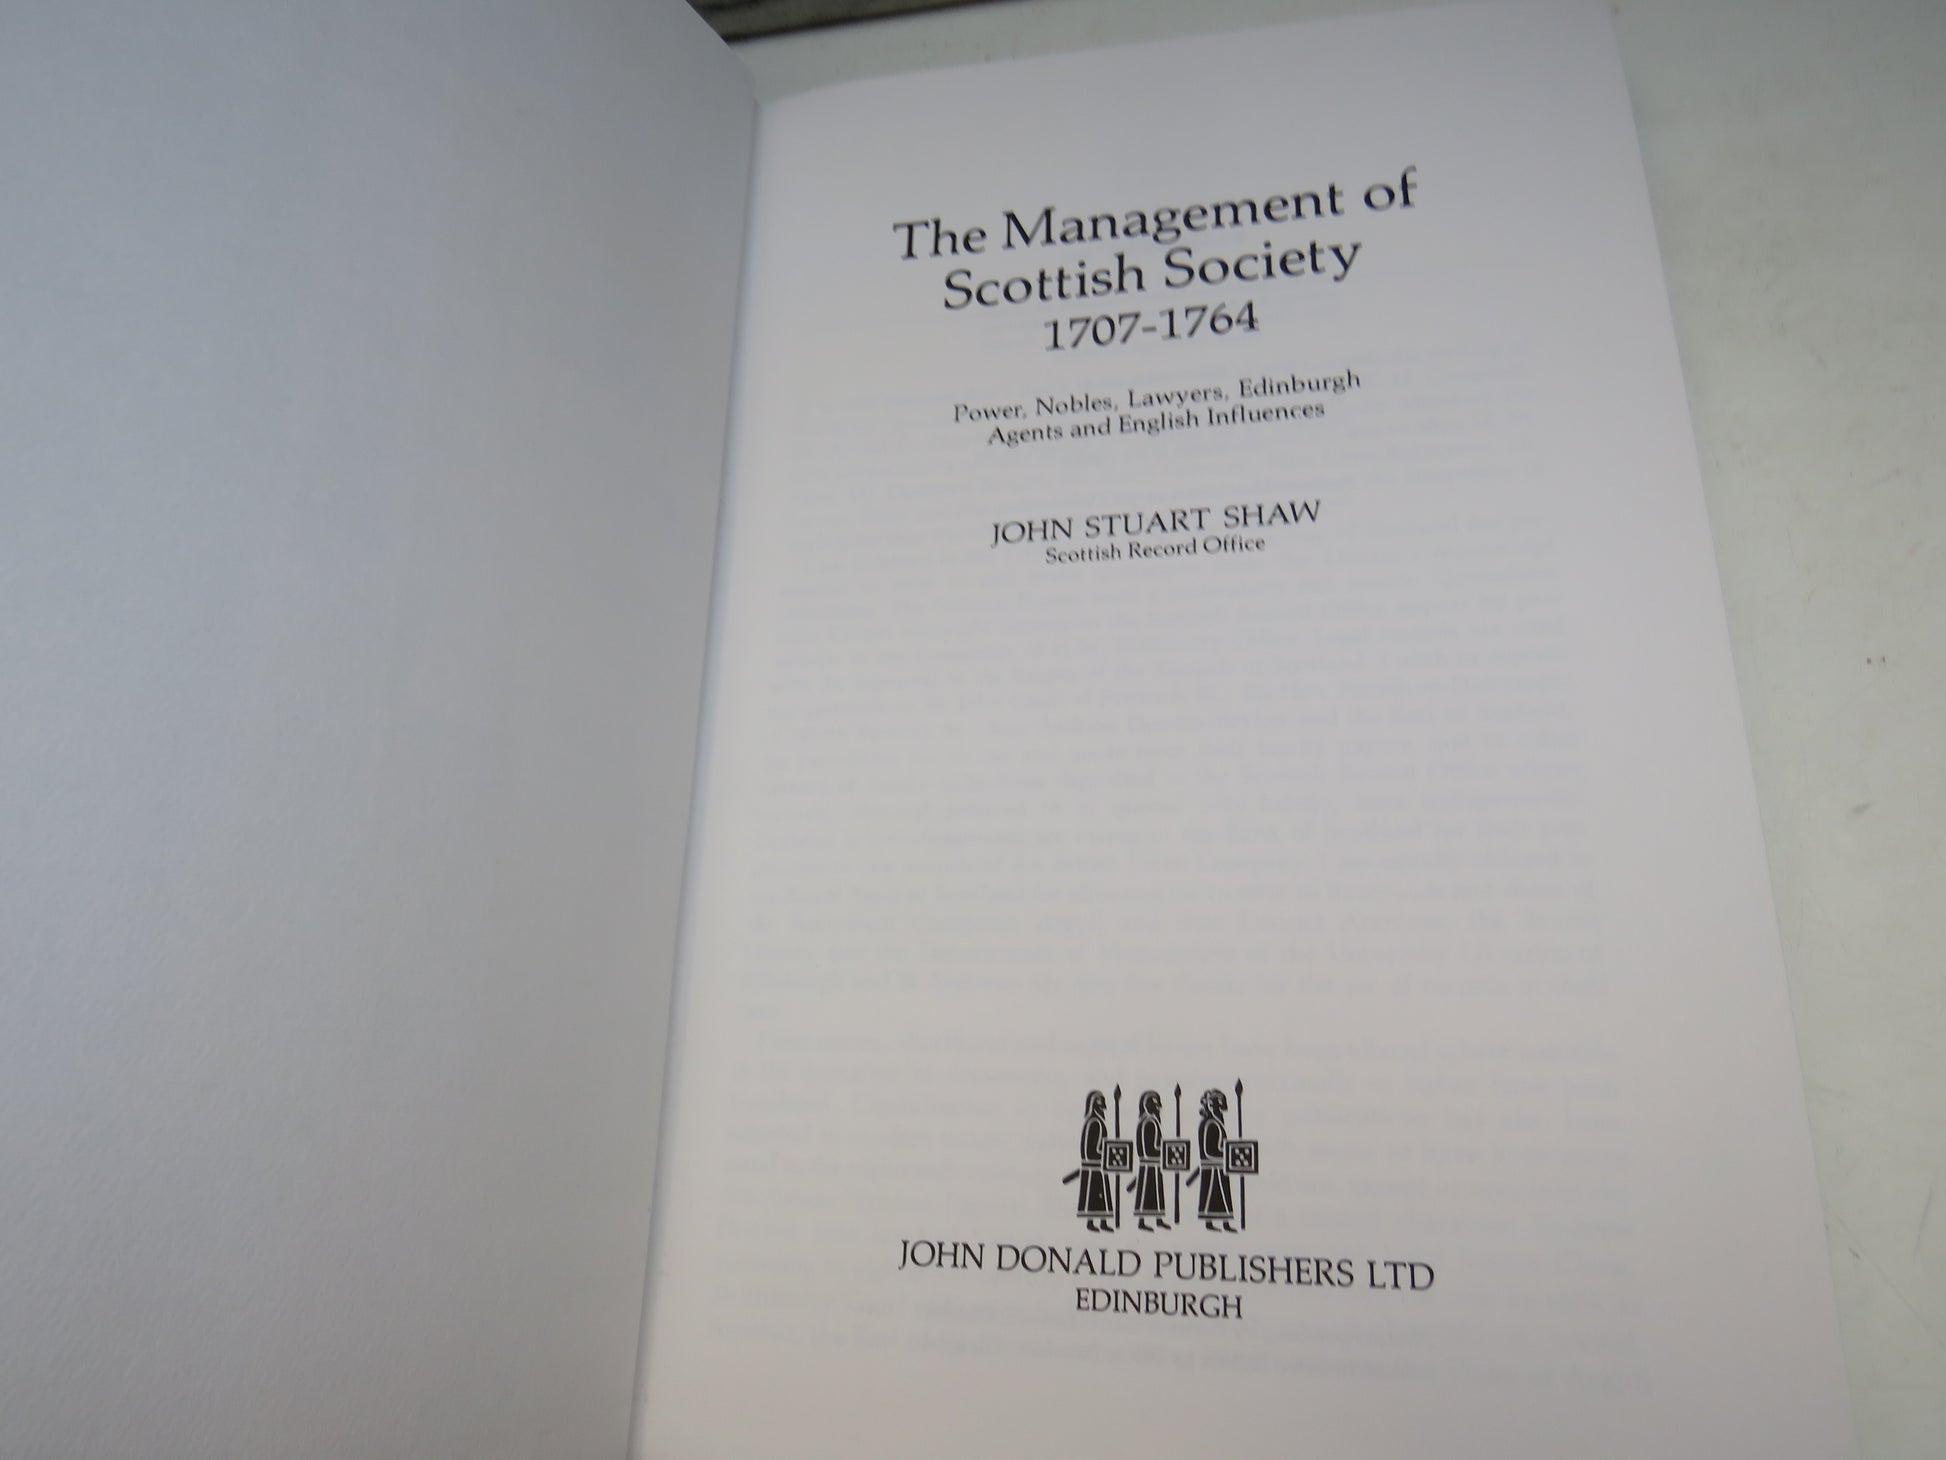 The Management of
Scottish Society
1707-1764
Power, Nobles, Lawyers, Edinburgh
Agents and English Influences
JOHN STUART SHAW
Scottish Record Office
JOHN DONALD PUBLISHERS LTD
EDINBURGH